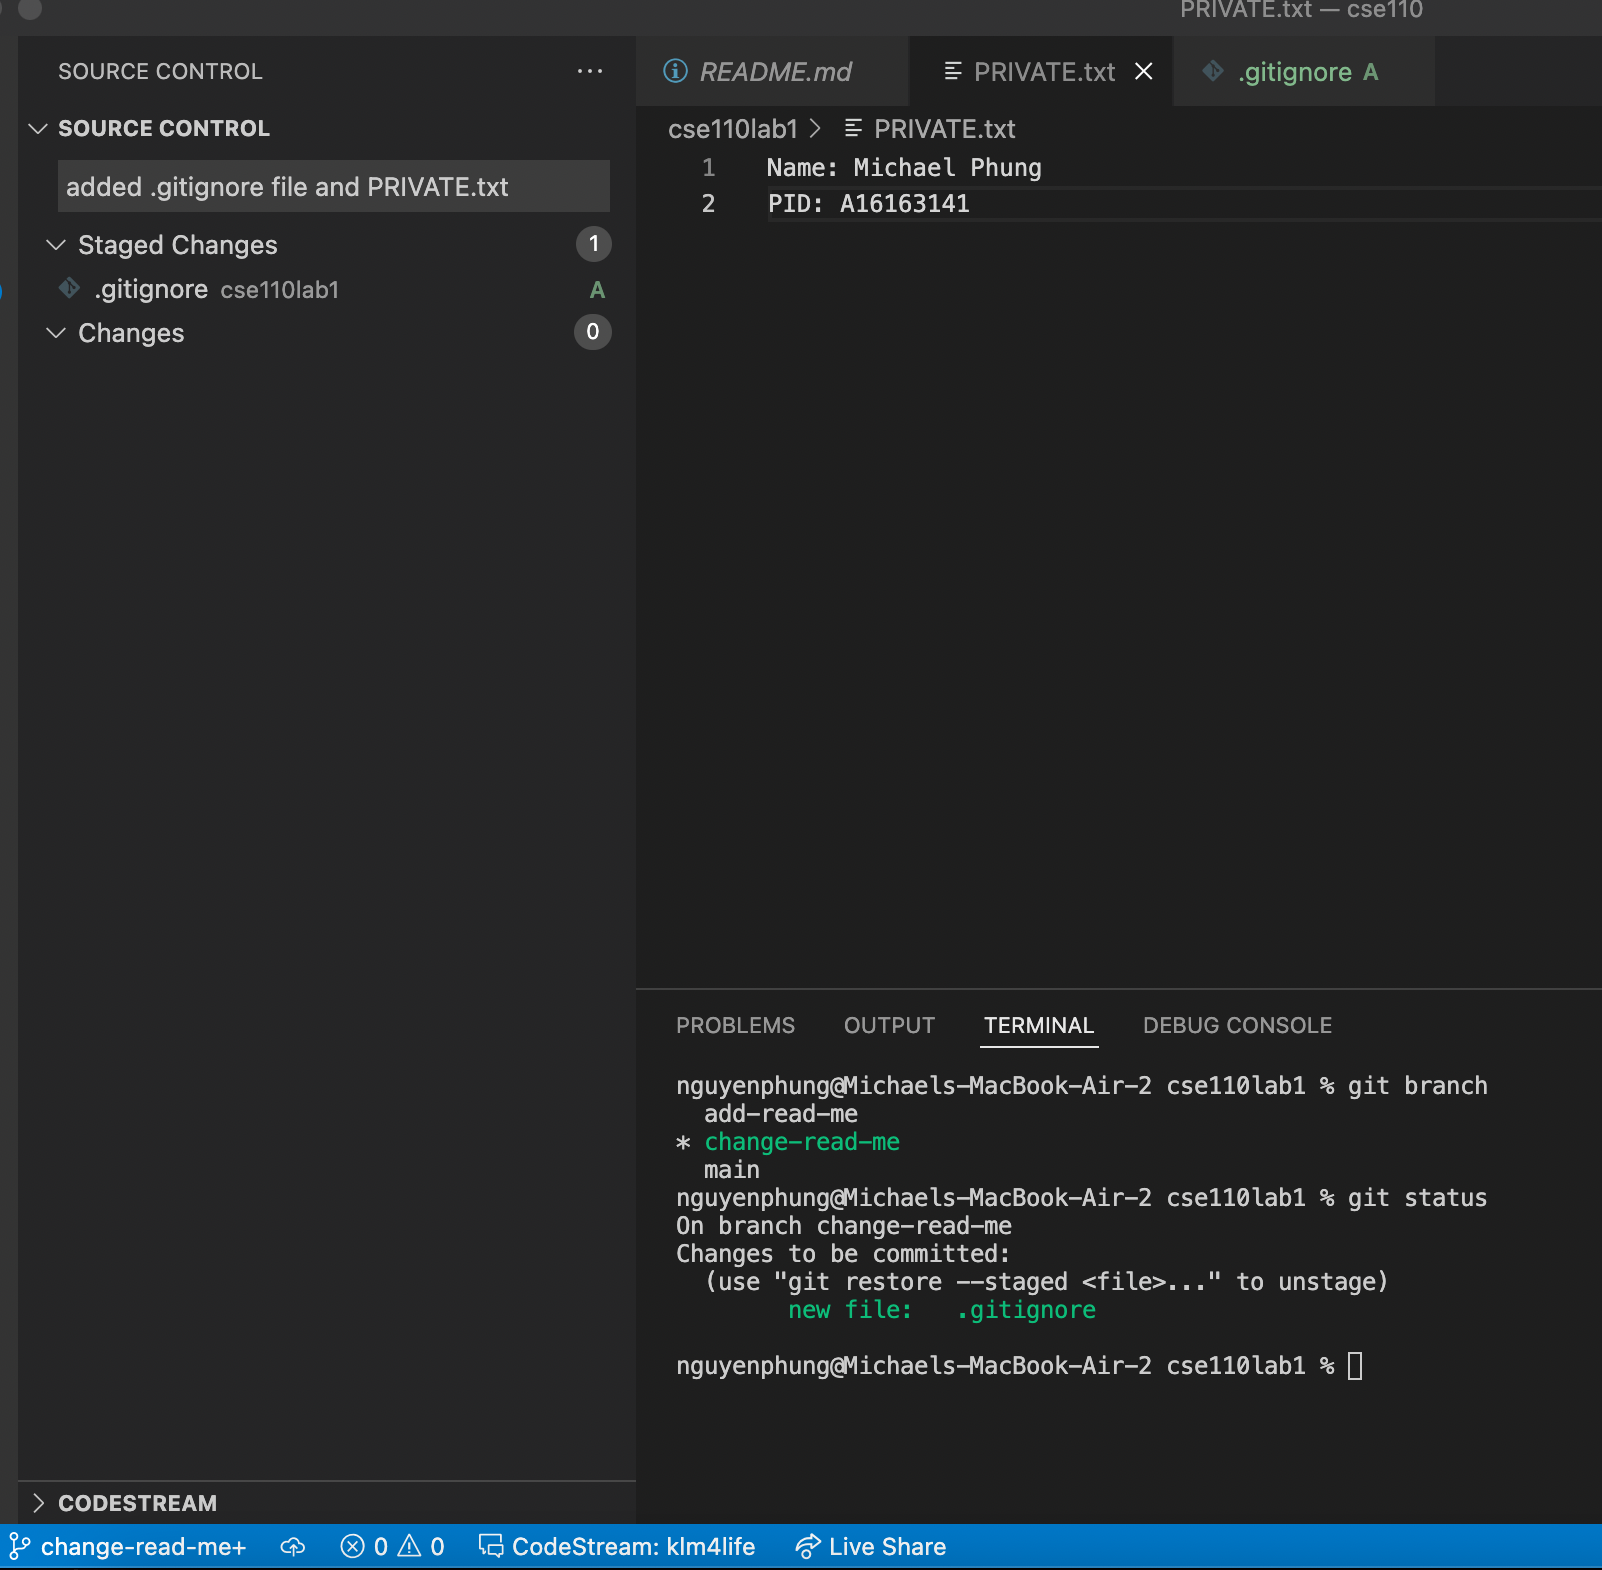 PRIVATE.txt — cse110
SOURCE CONTROL
SOURCE CONTROL
added .gitignore file and PRIVATE.txt
Staged Changes 1
.gitignore cse110lab1 A
Changes 0
CODESTREAM
README.md PRIVATE.txt .gitignore A
cse110lab1 > PRIVATE.txt
1 Name: Michael Phung
2 PID: A16163141
PROBLEMS OUTPUT TERMINAL DEBUG CONSOLE
nguyenphung@Michaels-MacBook-Air-2 cse110lab1 % git branch
add-read-me
* change-read-me
main
nguyenphung@Michaels-MacBook-Air-2 cse110lab1 % git status
On branch change-read-me
Changes to be committed:
(use "git restore --staged <file>..." to unstage)
new file: .gitignore
nguyenphung@Michaels-MacBook-Air-2 cse110lab1 %
change-read-me+ 0 0 CodeStream: klm4life Live Share